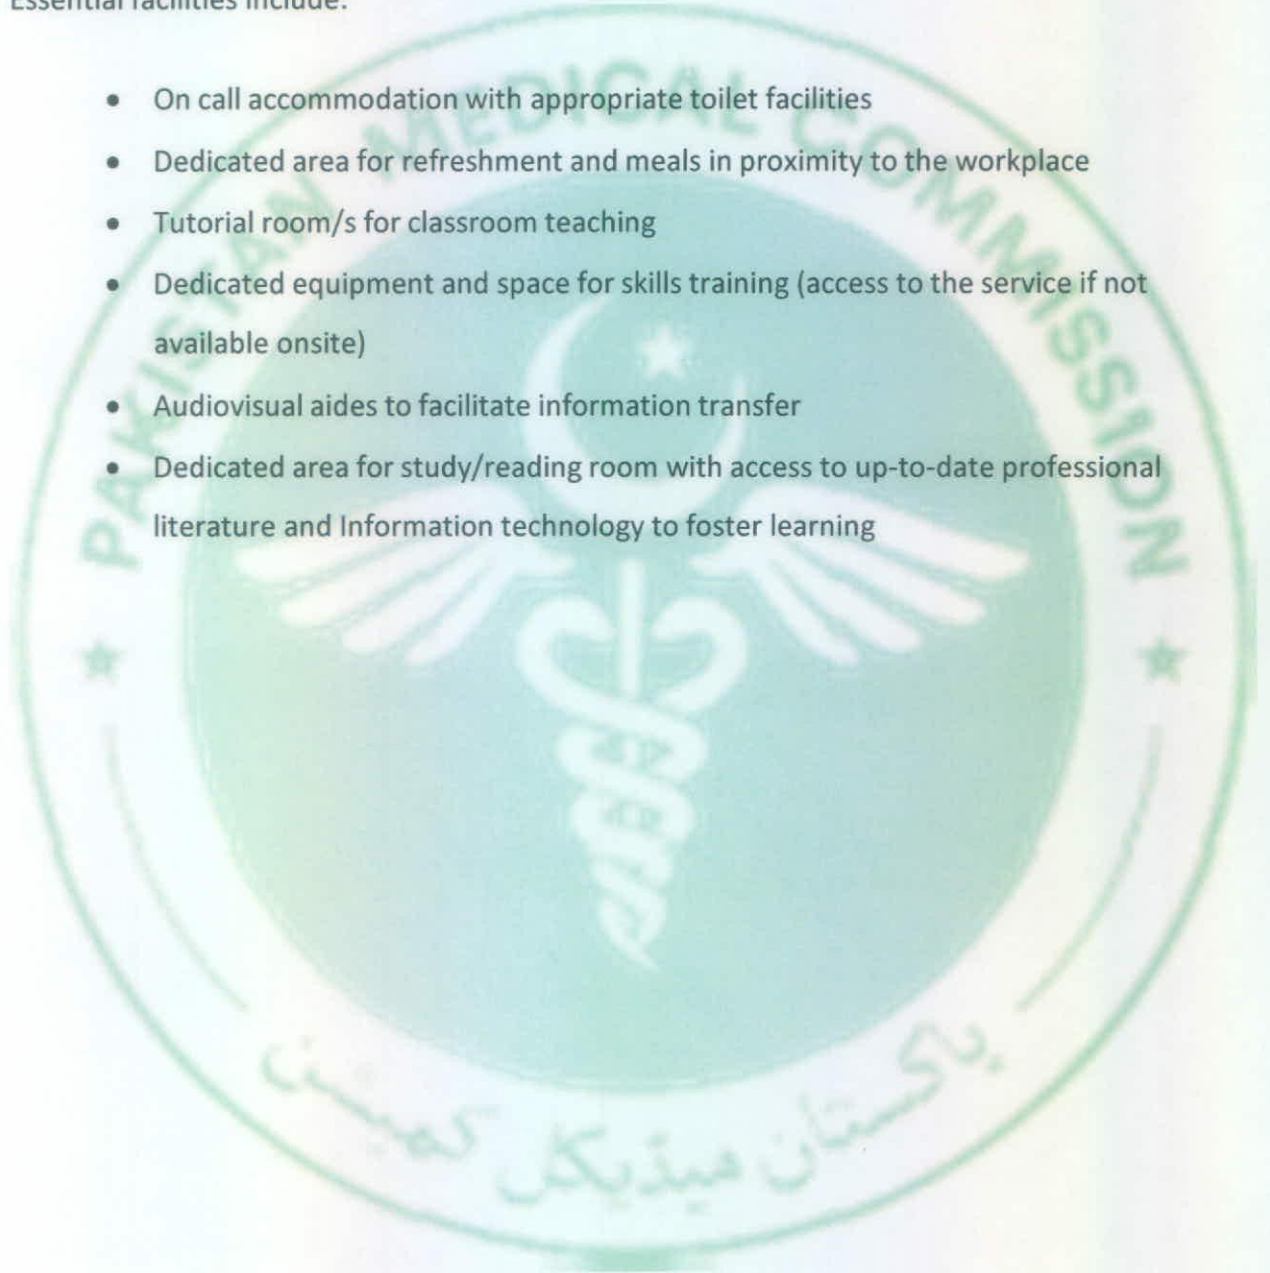 Essential facilities include:
• On call accommodation with appropriate toilet facilities
• Dedicated area for refreshment and meals in proximity to the workplace
• Tutorial room/s for classroom teaching
• Dedicated equipment and space for skills training (access to the service if not
available onsite)
• Audiovisual aides to facilitate information transfer
• Dedicated area for study/reading room with access to up-to-date professional
literature and Information technology to foster learning
PAKISTAN MEDICAL COMMISSION
پاکستان میڈیکل کمیشن